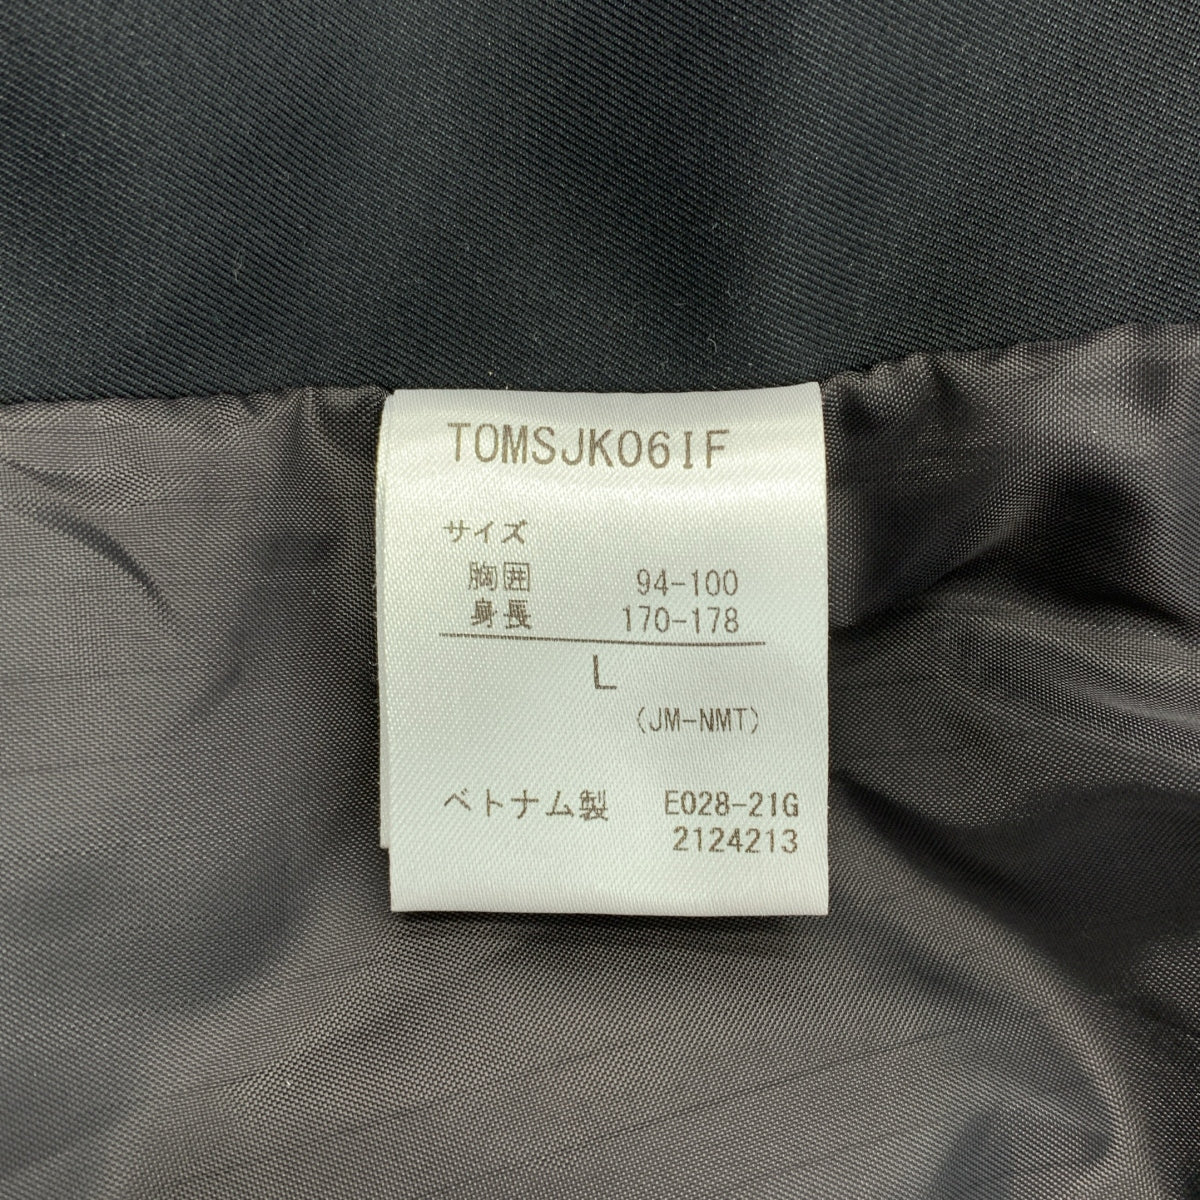 TOMSJK06IF
サイズ
胸囲 94-100
身長 170-178
L
(JM-NMT)
ベトナム製 E028-21G
2124213